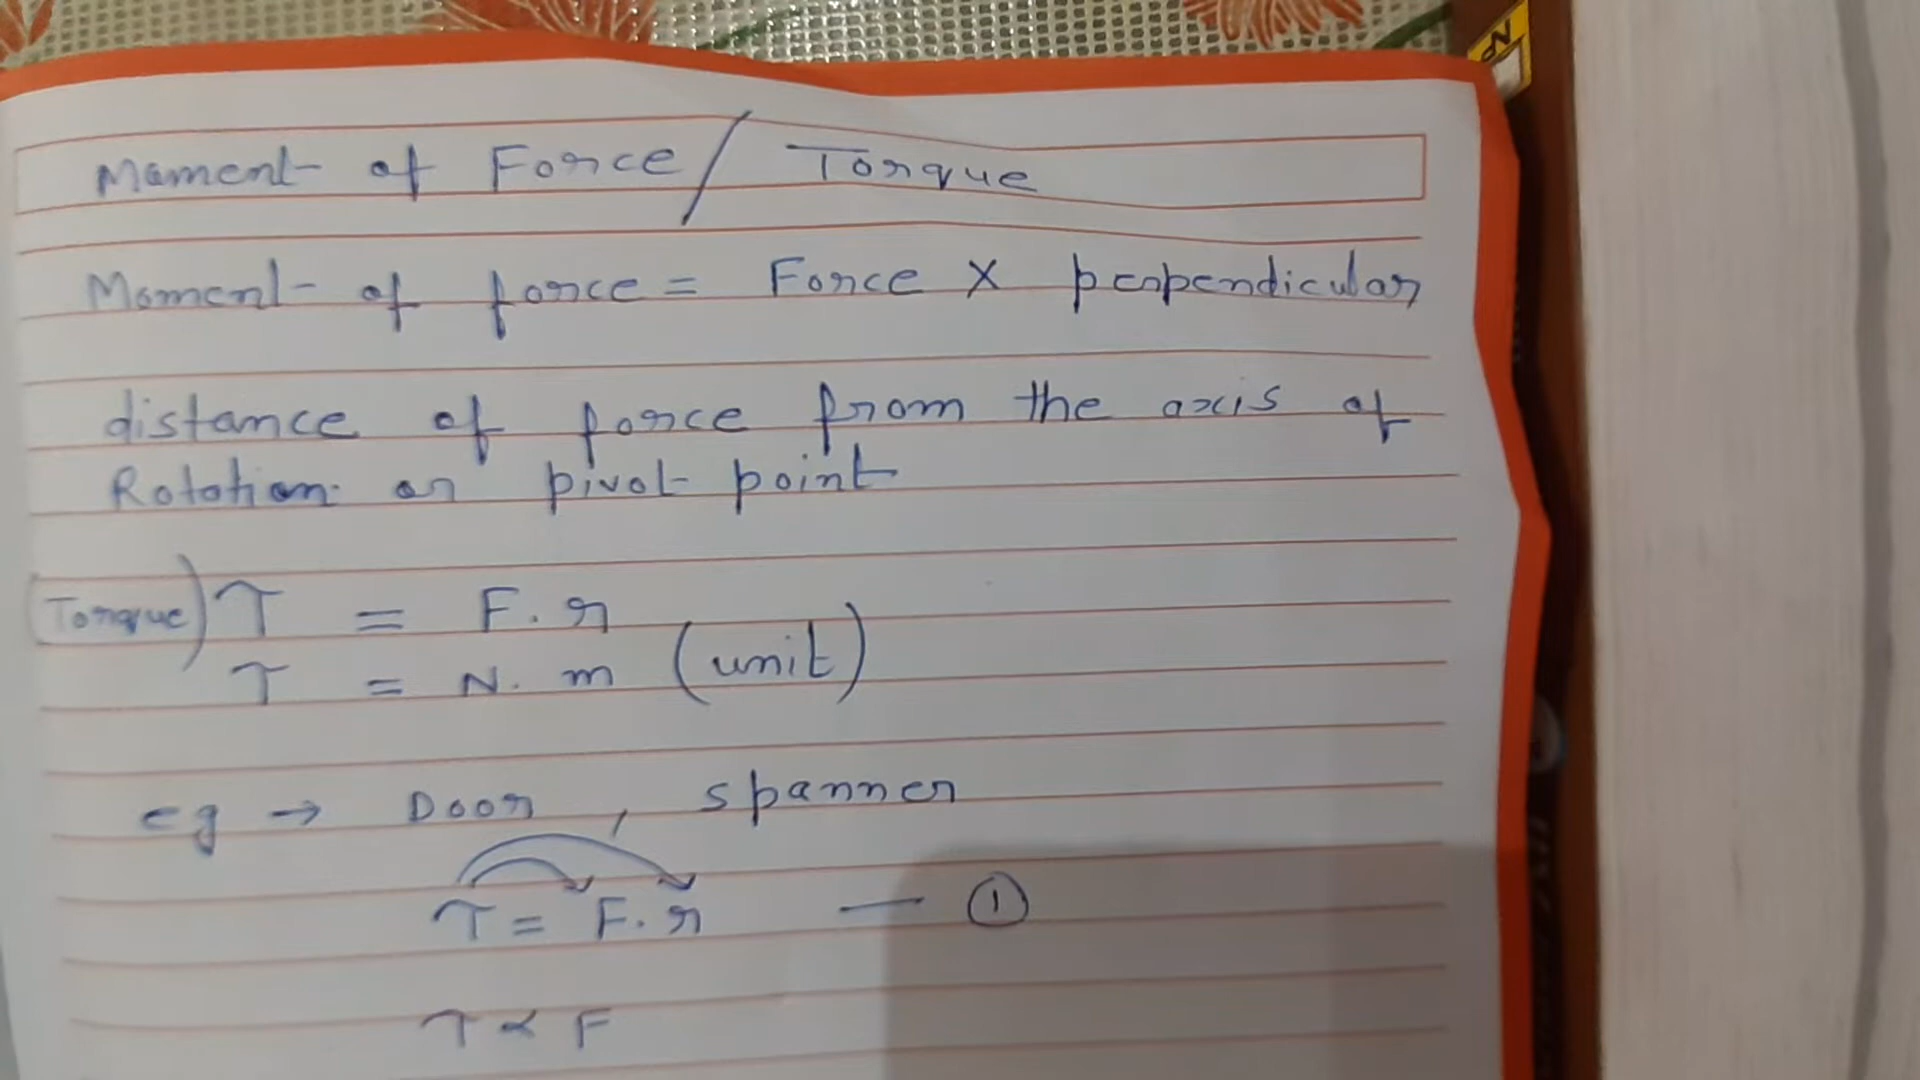 Moment of Force / Torque
Moment of force = Force X perpendicular
distance of force from the axis of
Rotation or pivot point
(Torque) τ = F. r
τ = N. m (unit)
eg → Door , spanner
τ = F. r — ①
τ ∝ F